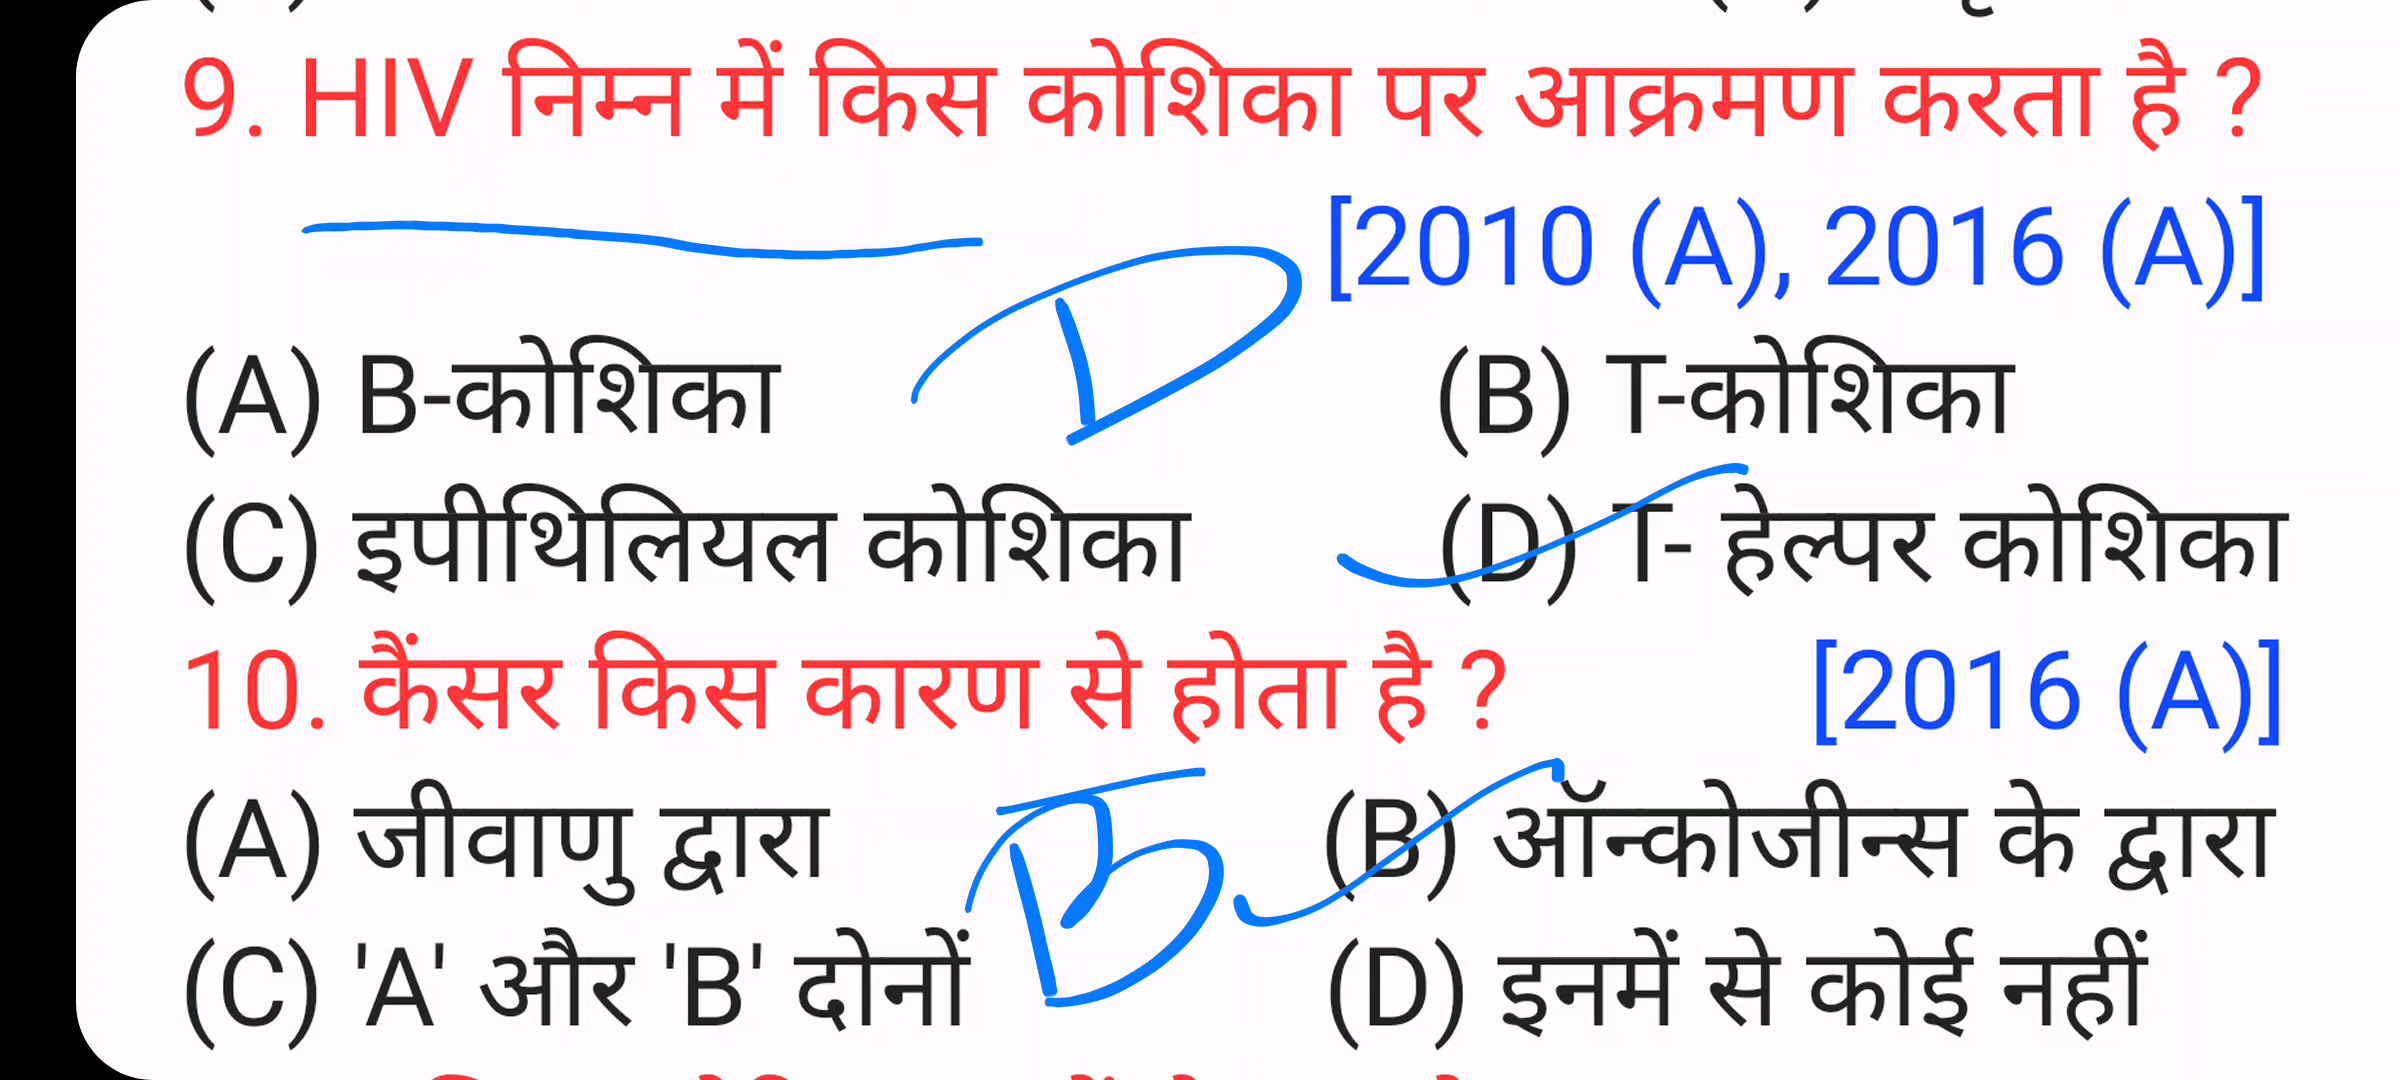 9. HIV निम्न में किस कोशिका पर आक्रमण करता है ?
[2010 (A), 2016 (A)]
D
(A) B-कोशिका (B) T-कोशिका
(C) इपीथिलियल कोशिका (D) T- हेल्पर कोशिका
10. कैंसर किस कारण से होता है ? [2016 (A)]
(A) जीवाणु द्वारा (B) ऑन्कोजीन्स के द्वारा
B
(C) 'A' और 'B' दोनों (D) इनमें से कोई नहीं